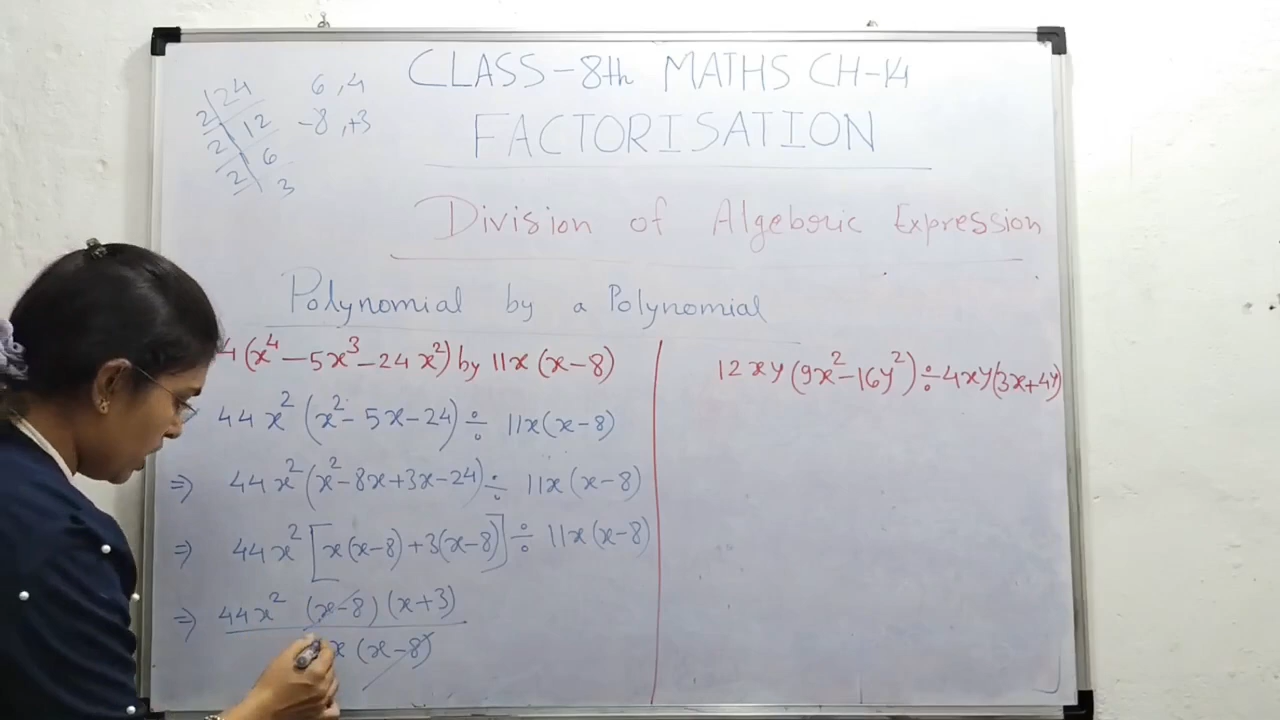 CLASS-8th MATHS CH-14
FACTORISATION
2 24
2 12
2 6
2 3
6, 4
-8, +3
Division of Algebric Expression
Polynomial by a Polynomial
4(x⁴-5x³-24x²) by 11x(x-8)
44x²(x²-5x-24) ÷ 11x(x-8)
⇒ 44x²(x²-8x+3x-24) ÷ 11x(x-8)
⇒ 44x²[x(x-8)+3(x-8)] ÷ 11x(x-8)
⇒ 44x² (x-8)(x+3)
x(x-8)
12xy(9x²-16y²) ÷ 4xy(3x+4y)